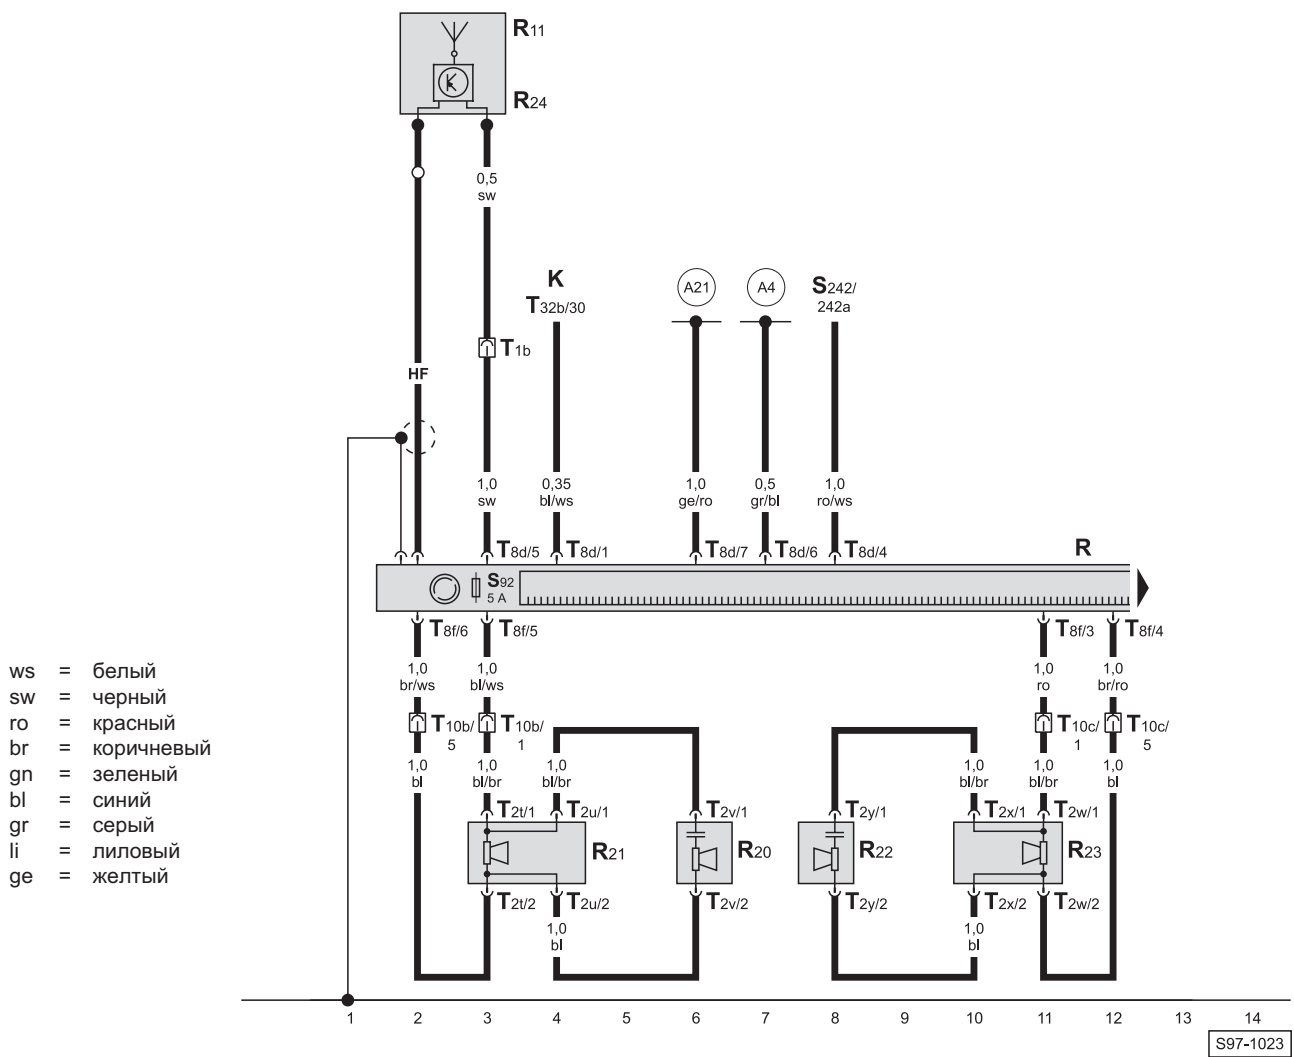 R11
R24
0,5
sw
K
T32b/30
A21
A4
S242/
242a
T1b
HF
1,0
sw
0,35
bl/ws
1,0
ge/ro
0,5
gr/bl
1,0
ro/ws
T8d/5
T8d/1
T8d/7
T8d/6
T8d/4
R
S92
5 A
T8f/6
T8f/5
T8f/3
T8f/4
1,0
br/ws
1,0
bl/ws
1,0
ro
1,0
br/ro
T10b/
5
T10b/
1
T10c/
1
T10c/
5
1,0
bl
1,0
bl/br
1,0
bl/br
1,0
bl/br
1,0
bl/br
1,0
bl
T2t/1
T2u/1
T2v/1
T2y/1
T2x/1
T2w/1
R21
R20
R22
R23
T2t/2
T2u/2
T2v/2
T2y/2
T2x/2
T2w/2
1,0
bl
1,0
bl
ws = белый
sw = черный
ro = красный
br = коричневый
gn = зеленый
bl = синий
gr = серый
li = лиловый
ge = желтый
1 2 3 4 5 6 7 8 9 10 11 12 13 14
S97-1023